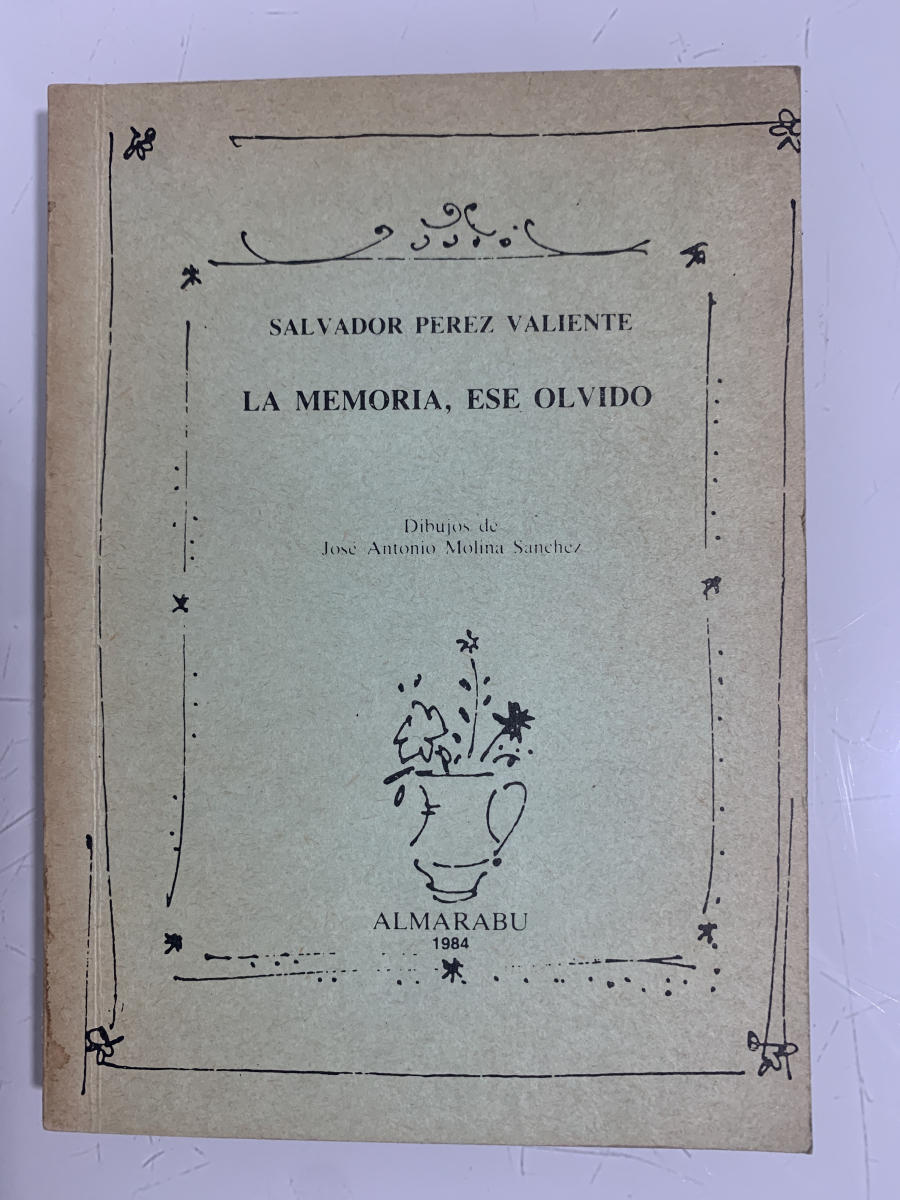 SALVADOR PEREZ VALIENTE
LA MEMORIA, ESE OLVIDO
Dibujos de
José Antonio Molina Sanchez
ALMARABU
1984